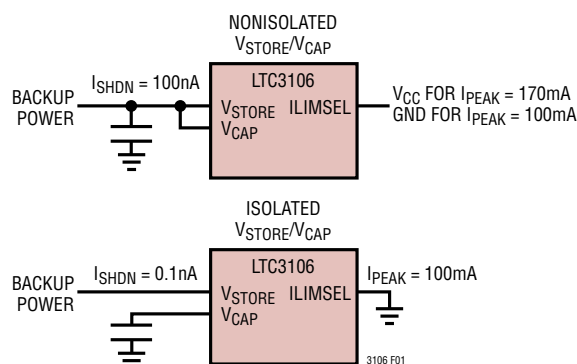 NONISOLATED
VSTORE/VCAP
ISHDN = 100nA
LTC3106
BACKUP
POWER
VSTORE ILIMSEL
VCAP
VCC FOR IPEAK = 170mA
GND FOR IPEAK = 100mA
ISOLATED
VSTORE/VCAP
ISHDN = 0.1nA
LTC3106
IPEAK = 100mA
BACKUP
POWER
VSTORE ILIMSEL
VCAP
3106 F01